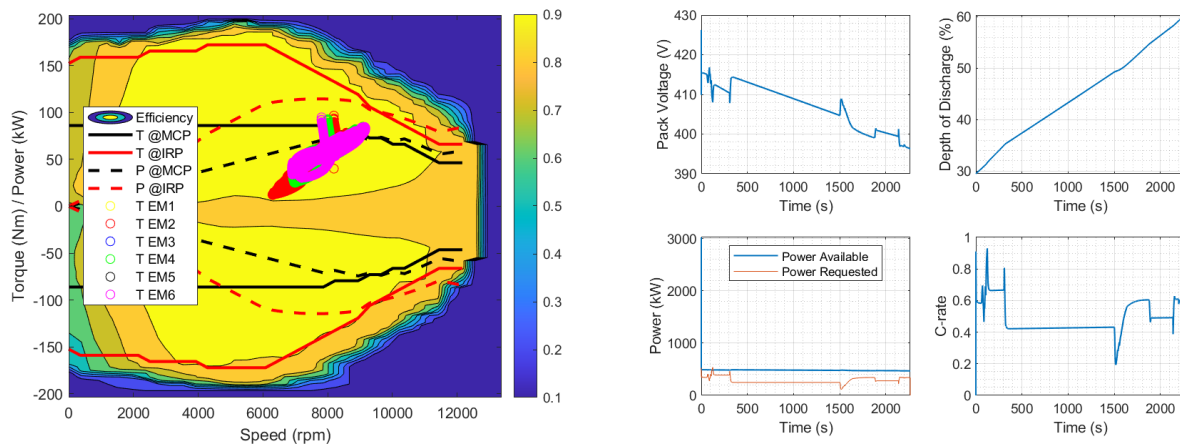 Torque (Nm) / Power (kW)
200
150
100
50
0
-50
-100
-150
-200
Efficiency
T @MCP
T @IRP
P @MCP
P @IRP
T EM1
T EM2
T EM3
T EM4
T EM5
T EM6
0 2000 4000 6000 8000 10000 12000
Speed (rpm)
0.9
0.8
0.7
0.6
0.5
0.4
0.3
0.2
0.1
Pack Voltage (V)
430
420
410
400
390
0 500 1000 1500 2000
Time (s)
Depth of Discharge (%)
60
50
40
30
0 500 1000 1500 2000
Time (s)
Power (kW)
3000
2000
1000
0
Power Available
Power Requested
0 500 1000 1500 2000
Time (s)
C-rate
1
0.8
0.6
0.4
0.2
0
0 500 1000 1500 2000
Time (s)